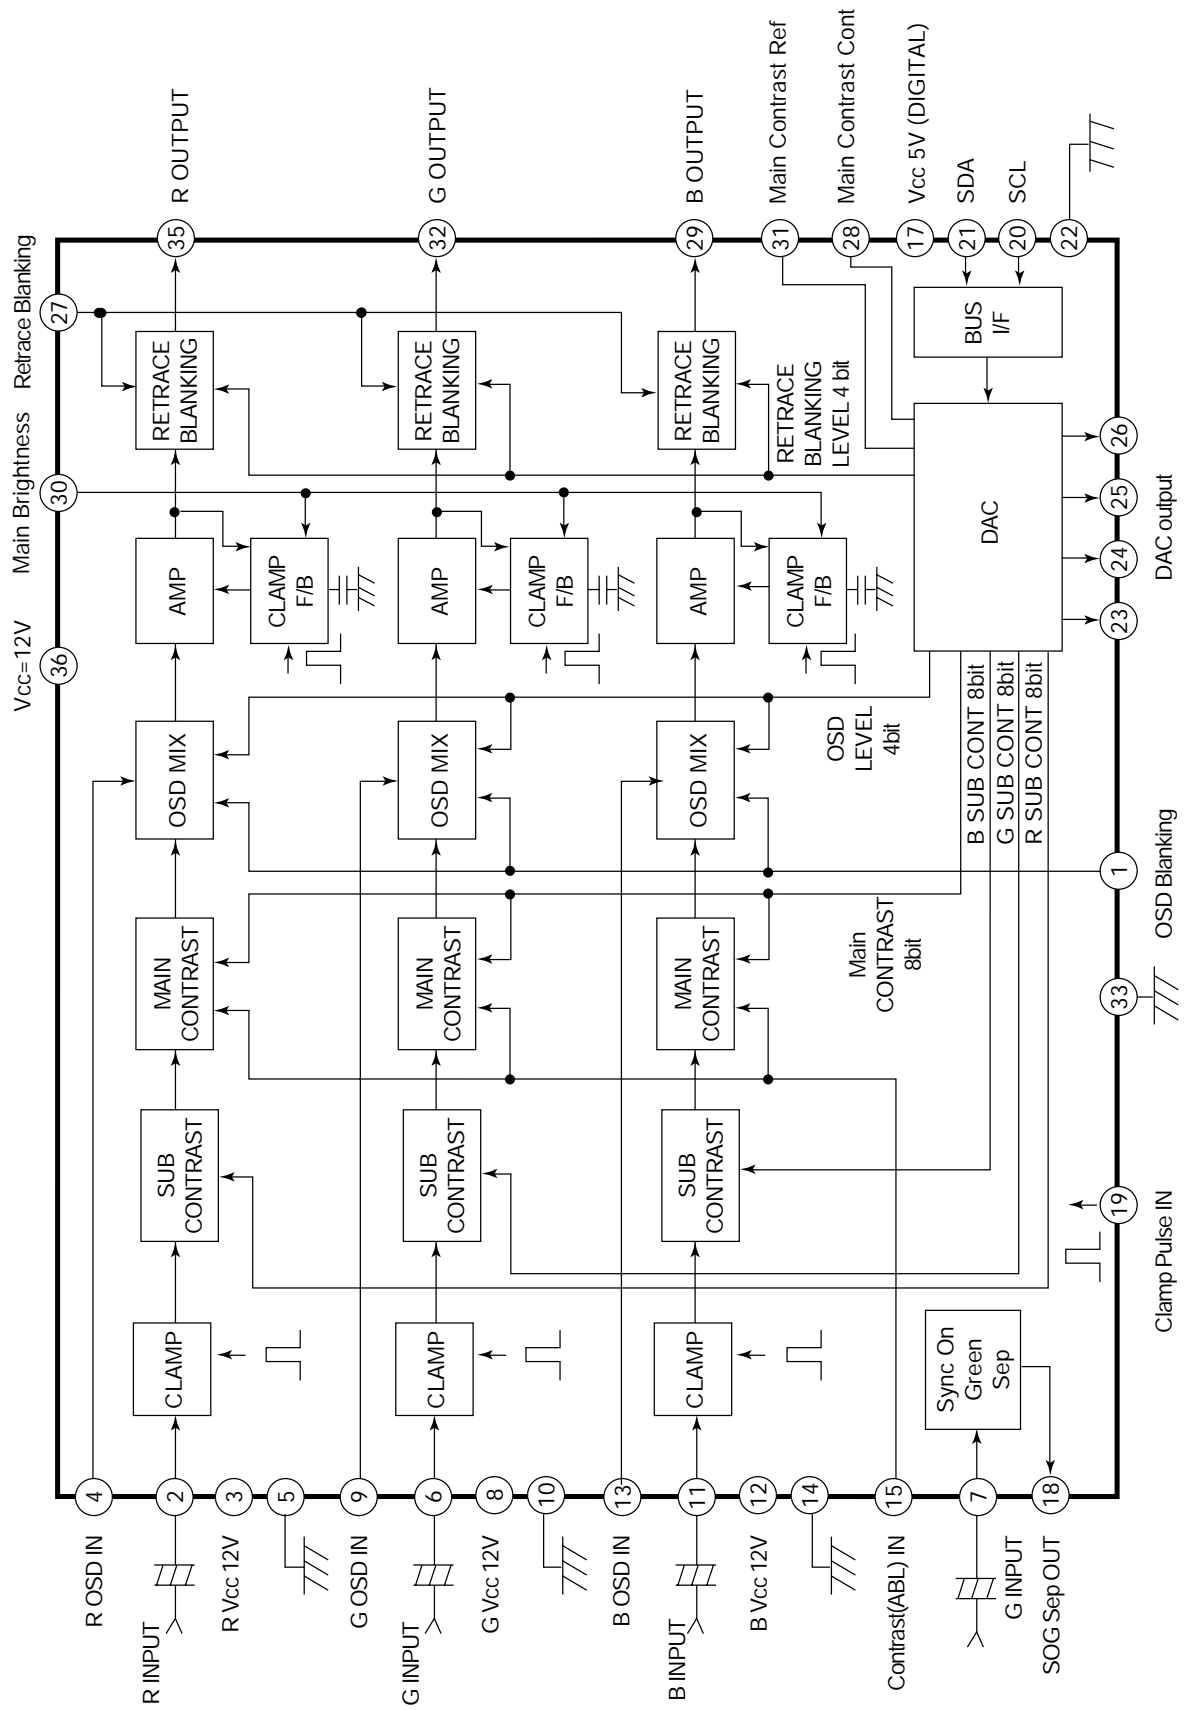 Vcc=12V
Main Brightness
Retrace Blanking
36
30
27
R OSD IN
4
R INPUT
2
CLAMP
SUB
CONTRAST
MAIN
CONTRAST
OSD MIX
AMP
RETRACE
BLANKING
35
R OUTPUT
R Vcc 12V
3
CLAMP
F/B
5
G OSD IN
9
G INPUT
6
CLAMP
SUB
CONTRAST
MAIN
CONTRAST
OSD MIX
AMP
RETRACE
BLANKING
32
G OUTPUT
G Vcc 12V
8
CLAMP
F/B
10
B OSD IN
13
B INPUT
11
CLAMP
SUB
CONTRAST
MAIN
CONTRAST
OSD MIX
AMP
RETRACE
BLANKING
29
B OUTPUT
B Vcc 12V
12
CLAMP
F/B
14
RETRACE
BLANKING
LEVEL 4 bit
31
Main Contrast Ref
OSD
LEVEL
4bit
28
Main Contrast Cont
Main
CONTRAST
8bit
Contrast(ABL) IN
15
17
Vcc 5V (DIGITAL)
G INPUT
7
Sync On
Green
Sep
B SUB CONT 8bit
G SUB CONT 8bit
R SUB CONT 8bit
DAC
BUS
I/F
21
SDA
20
SCL
SOG Sep OUT
18
22
19
33
1
23
24
25
26
Clamp Pulse IN
OSD Blanking
DAC output